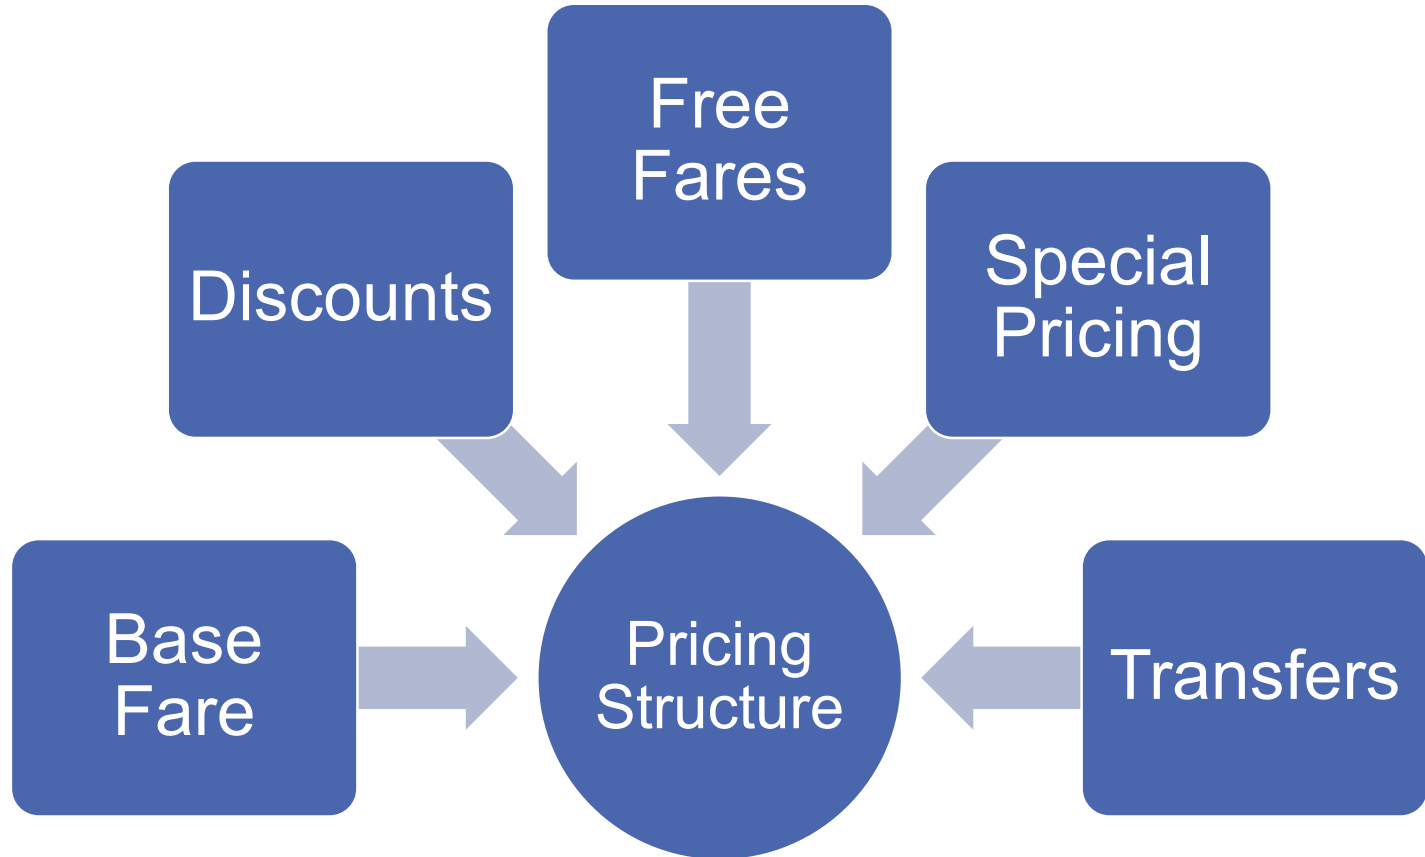 Free
Fares
Discounts
Special
Pricing
Base
Fare
Pricing
Structure
Transfers